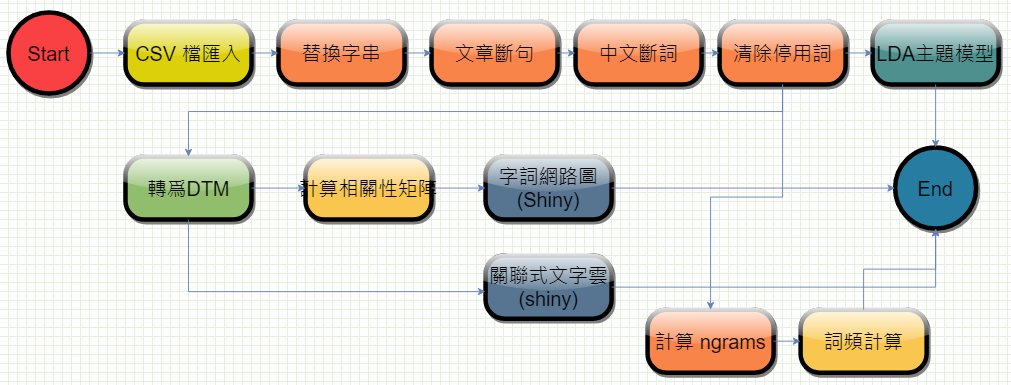 Start
CSV 檔匯入
替換字串
文章斷句
中文斷詞
清除停用詞
LDA主題模型
轉爲DTM
計算相關性矩陣
字詞網路圖
(Shiny)
End
關聯式文字雲
(shiny)
計算 ngrams
詞頻計算